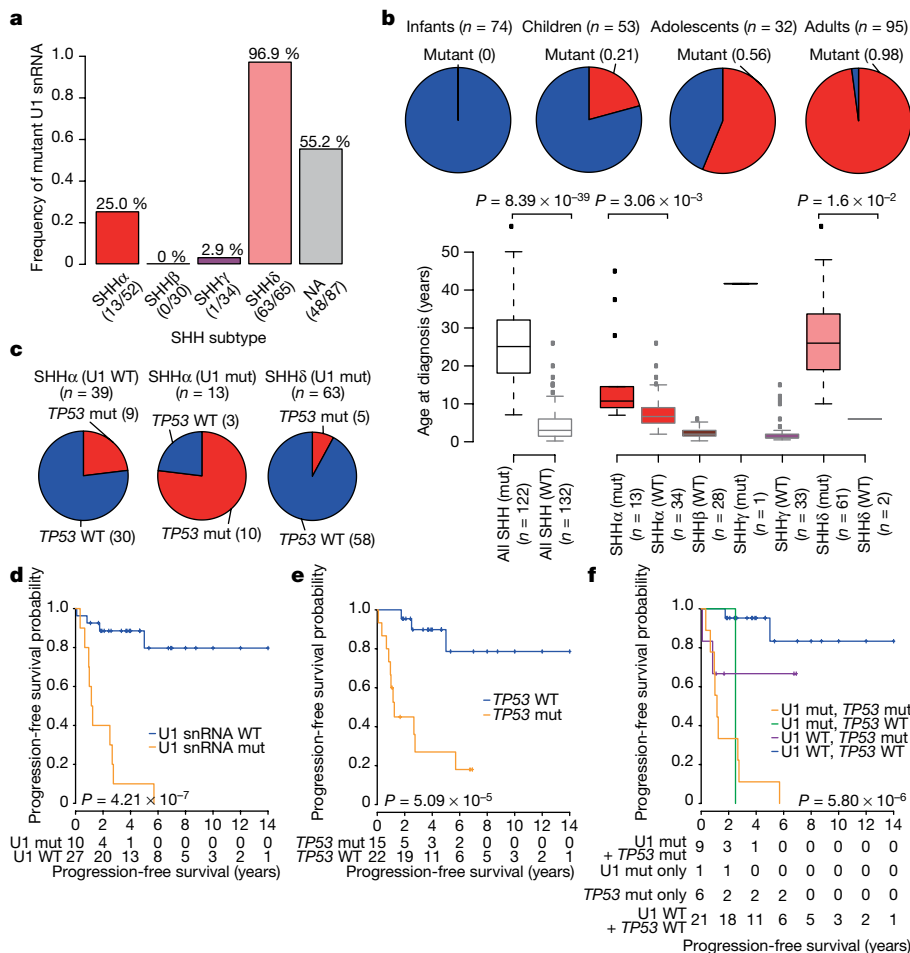 a
Frequency of mutant U1 snRNA
1.0
0.8
0.6
0.4
0.2
0
25.0 %
0 %
2.9 %
96.9 %
55.2 %
SHHα
(13/52)
SHHβ
(0/30)
SHHγ
(1/34)
SHHδ
(63/65)
NA
(48/87)
SHH subtype
b
Infants (n = 74)
Children (n = 53)
Adolescents (n = 32)
Adults (n = 95)
Mutant (0)
Mutant (0.21)
Mutant (0.56)
Mutant (0.98)
P = 8.39 × 10⁻³⁹
P = 3.06 × 10⁻³
P = 1.6 × 10⁻²
Age at diagnosis (years)
50
40
30
20
10
0
All SHH (mut)
(n = 122)
All SHH (WT)
(n = 132)
SHHα (mut)
(n = 13)
SHHα (WT)
(n = 34)
SHHβ (WT)
(n = 28)
SHHγ (mut)
(n = 1)
SHHγ (WT)
(n = 33)
SHHδ (mut)
(n = 61)
SHHδ (WT)
(n = 2)
c
SHHα (U1 WT)
(n = 39)
TP53 mut (9)
TP53 WT (30)
SHHα (U1 mut)
(n = 13)
TP53 WT (3)
TP53 mut (10)
SHHδ (U1 mut)
(n = 63)
TP53 mut (5)
TP53 WT (58)
d
Progression-free survival probability
1.0
0.8
0.6
0.4
0.2
0
U1 snRNA WT
U1 snRNA mut
P = 4.21 × 10⁻⁷
0 2 4 6 8 10 12 14
U1 mut 10 4 1 0 0 0 0 0
U1 WT 27 20 13 8 5 3 2 1
Progression-free survival (years)
e
Progression-free survival probability
1.0
0.8
0.6
0.4
0.2
0
TP53 WT
TP53 mut
P = 5.09 × 10⁻⁵
0 2 4 6 8 10 12 14
TP53 mut 15 5 3 2 0 0 0 0
TP53 WT 22 19 11 6 5 3 2 1
Progression-free survival (years)
f
Progression-free survival probability
1.0
0.8
0.6
0.4
0.2
0
U1 mut, TP53 mut
U1 mut, TP53 WT
U1 WT, TP53 mut
U1 WT, TP53 WT
P = 5.80 × 10⁻⁶
0 2 4 6 8 10 12 14
U1 mut
+ TP53 mut 9 3 1 0 0 0 0 0
U1 mut only 1 1 0 0 0 0 0 0
TP53 mut only 6 2 2 2 0 0 0 0
U1 WT
+ TP53 WT 21 18 11 6 5 3 2 1
Progression-free survival (years)